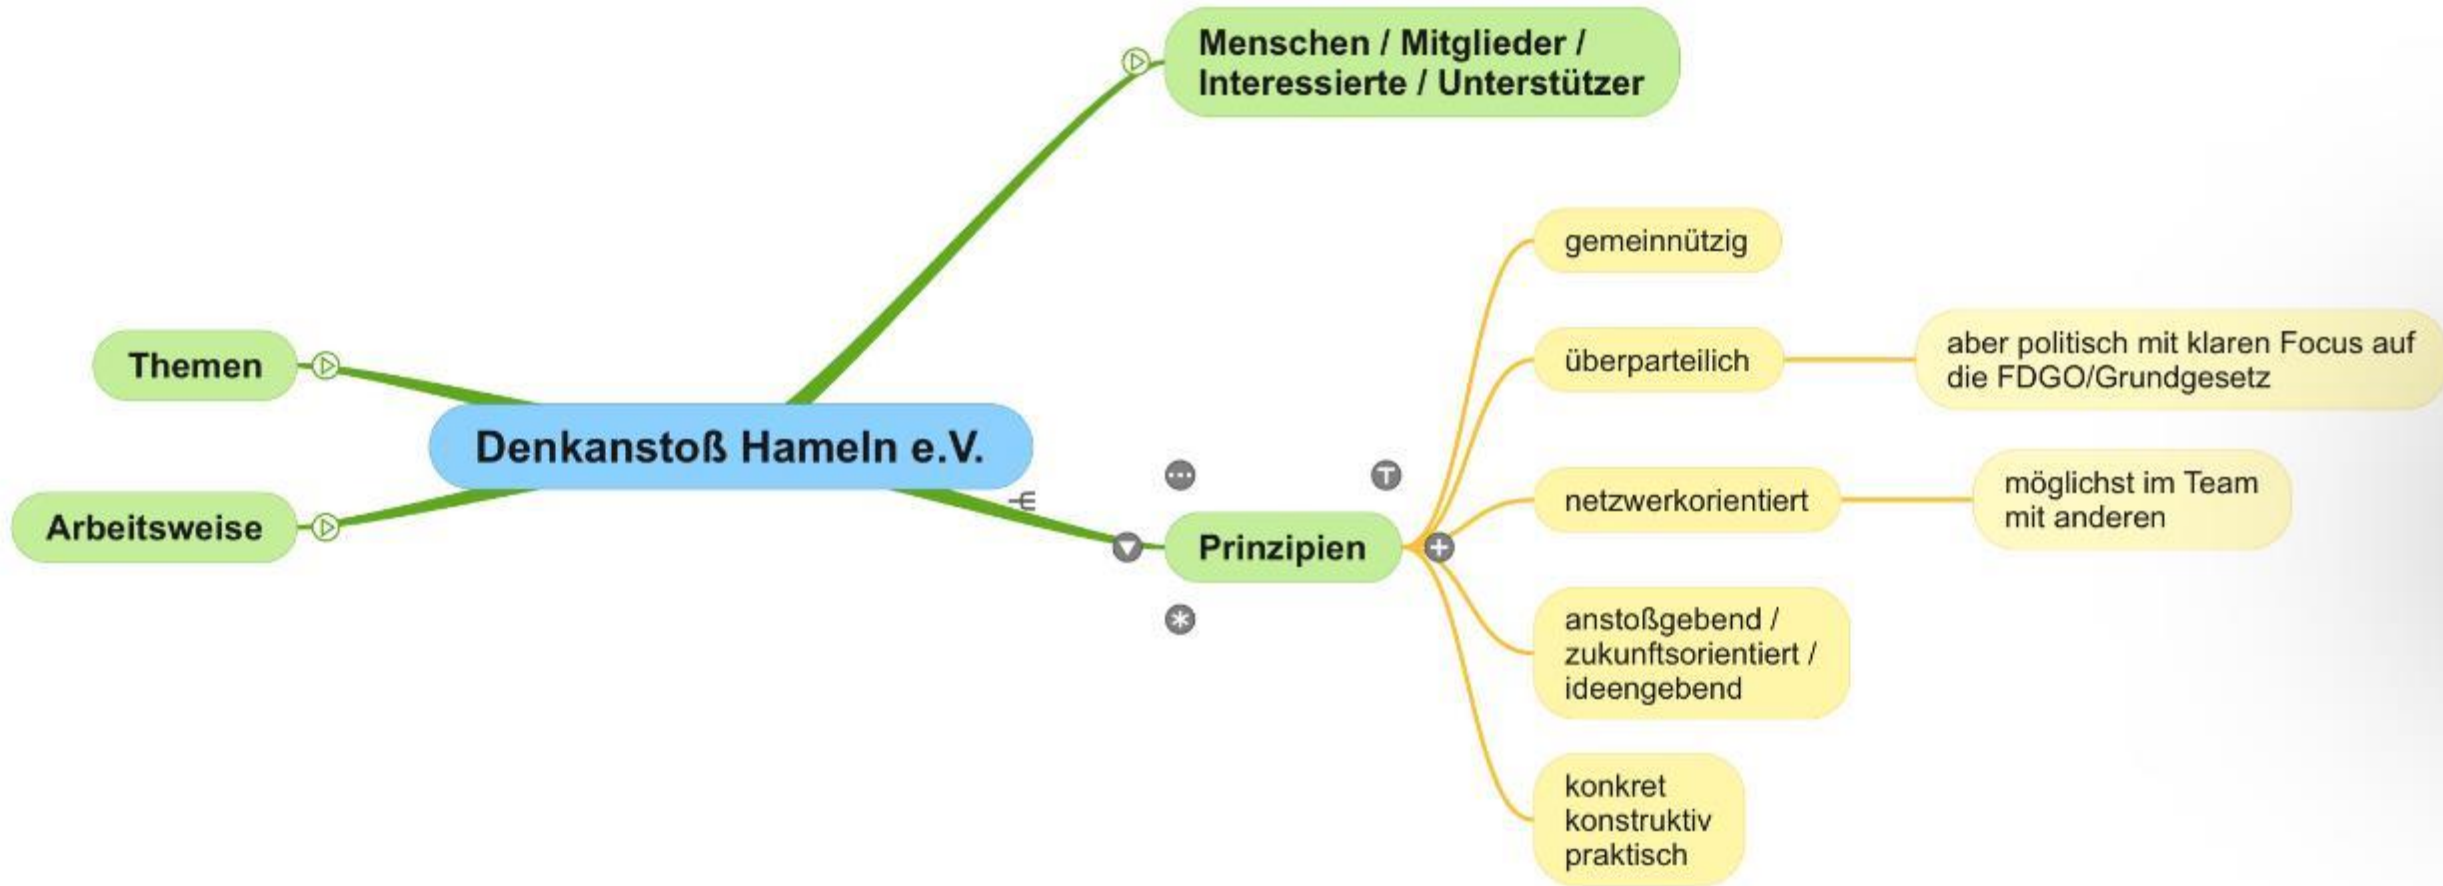 Menschen / Mitglieder /
Interessierte / Unterstützer
Themen
Denkanstoß Hameln e.V.
Arbeitsweise
Prinzipien
gemeinnützig
überparteilich
aber politisch mit klaren Focus auf
die FDGO/Grundgesetz
netzwerkorientiert
möglichst im Team
mit anderen
anstoßgebend /
zukunftsorientiert /
ideengebend
konkret
konstruktiv
praktisch